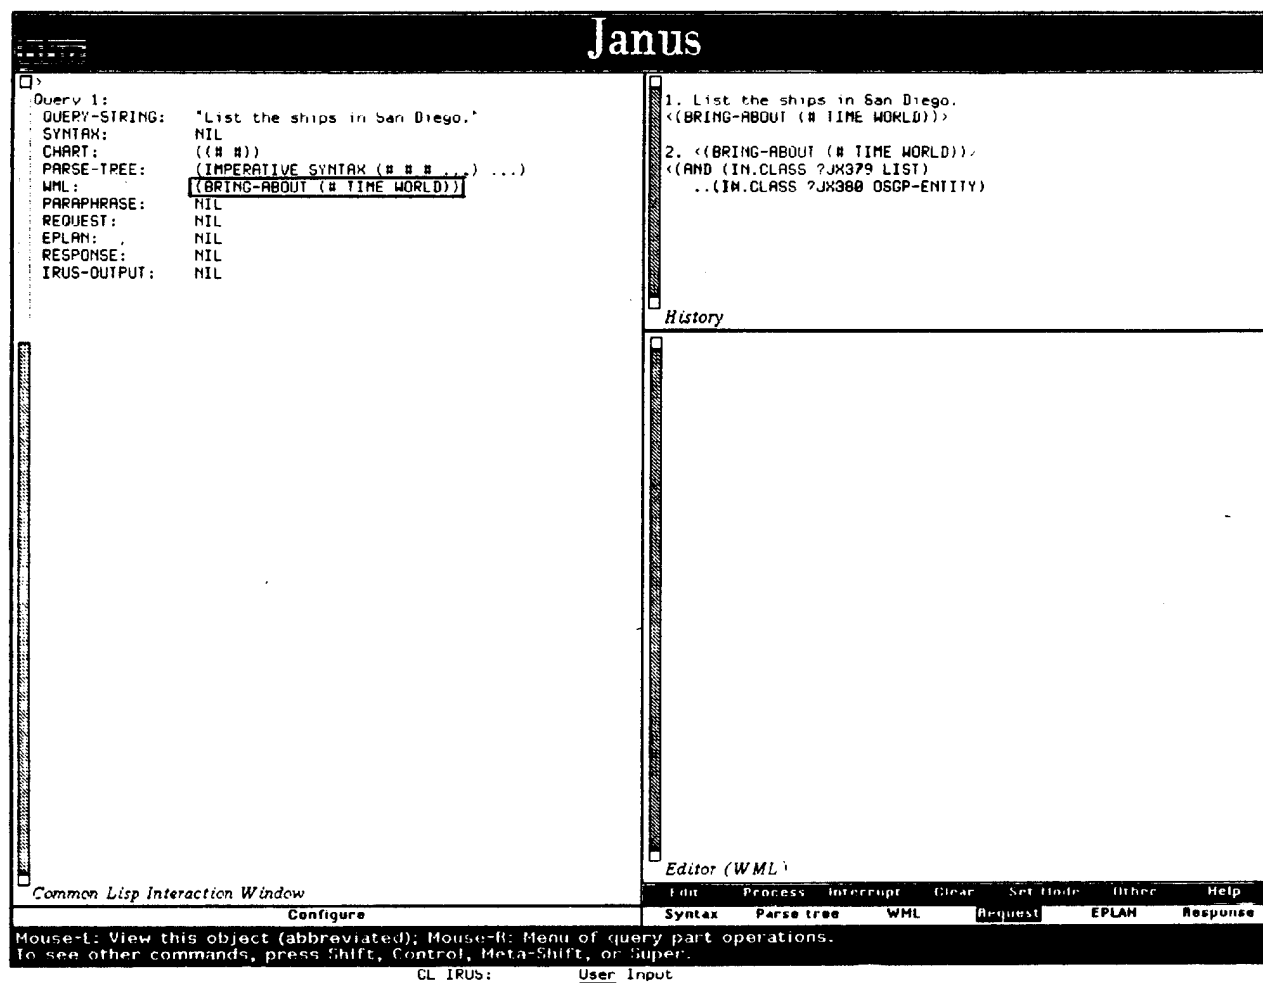 Janus
>
Query 1:
QUERY-STRING: "List the ships in San Diego."
SYNTAX: NIL
CHART: ((# #))
PARSE-TREE: (IMPERATIVE SYNTAX (# # # ...) ...)
WML: (BRING-ABOUT (# TIME WORLD))
PARAPHRASE: NIL
REQUEST: NIL
EPLAN: NIL
RESPONSE: NIL
IRUS-OUTPUT: NIL
Common Lisp Interaction Window
Configure
1. List the ships in San Diego.
<(BRING-ABOUT (# TIME WORLD))>
2. <(BRING-ABOUT (# TIME WORLD))>
<(AND (IN.CLASS ?JX379 LIST)
..(IN.CLASS ?JX380 OSGP-ENTITY)
History
Editor (WML)
Edit Process Interrupt Clear Set Mode Other Help
Syntax Parse tree WML Request EPLAN Response
Mouse-L: View this object (abbreviated); Mouse-R: Menu of query part operations.
To see other commands, press Shift, Control, Meta-Shift, or Super.
CL IRUS: User Input